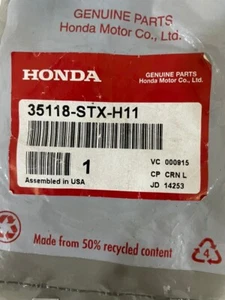 GENUINE PARTS
Honda Motor Co., Ltd.
HONDA
GENUINE PARTS
Honda Motor Co., Ltd.
35118-STX-H11
1
VC 000915
CP CRN L
JD 14253
Assembled in USA
Made from 50% recycled content
4